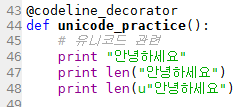 43 @codeline_decorator
44 def unicode_practice():
45     # 유니코드 관련
46     print "안녕하세요"
47     print len("안녕하세요")
48     print len(u"안녕하세요")